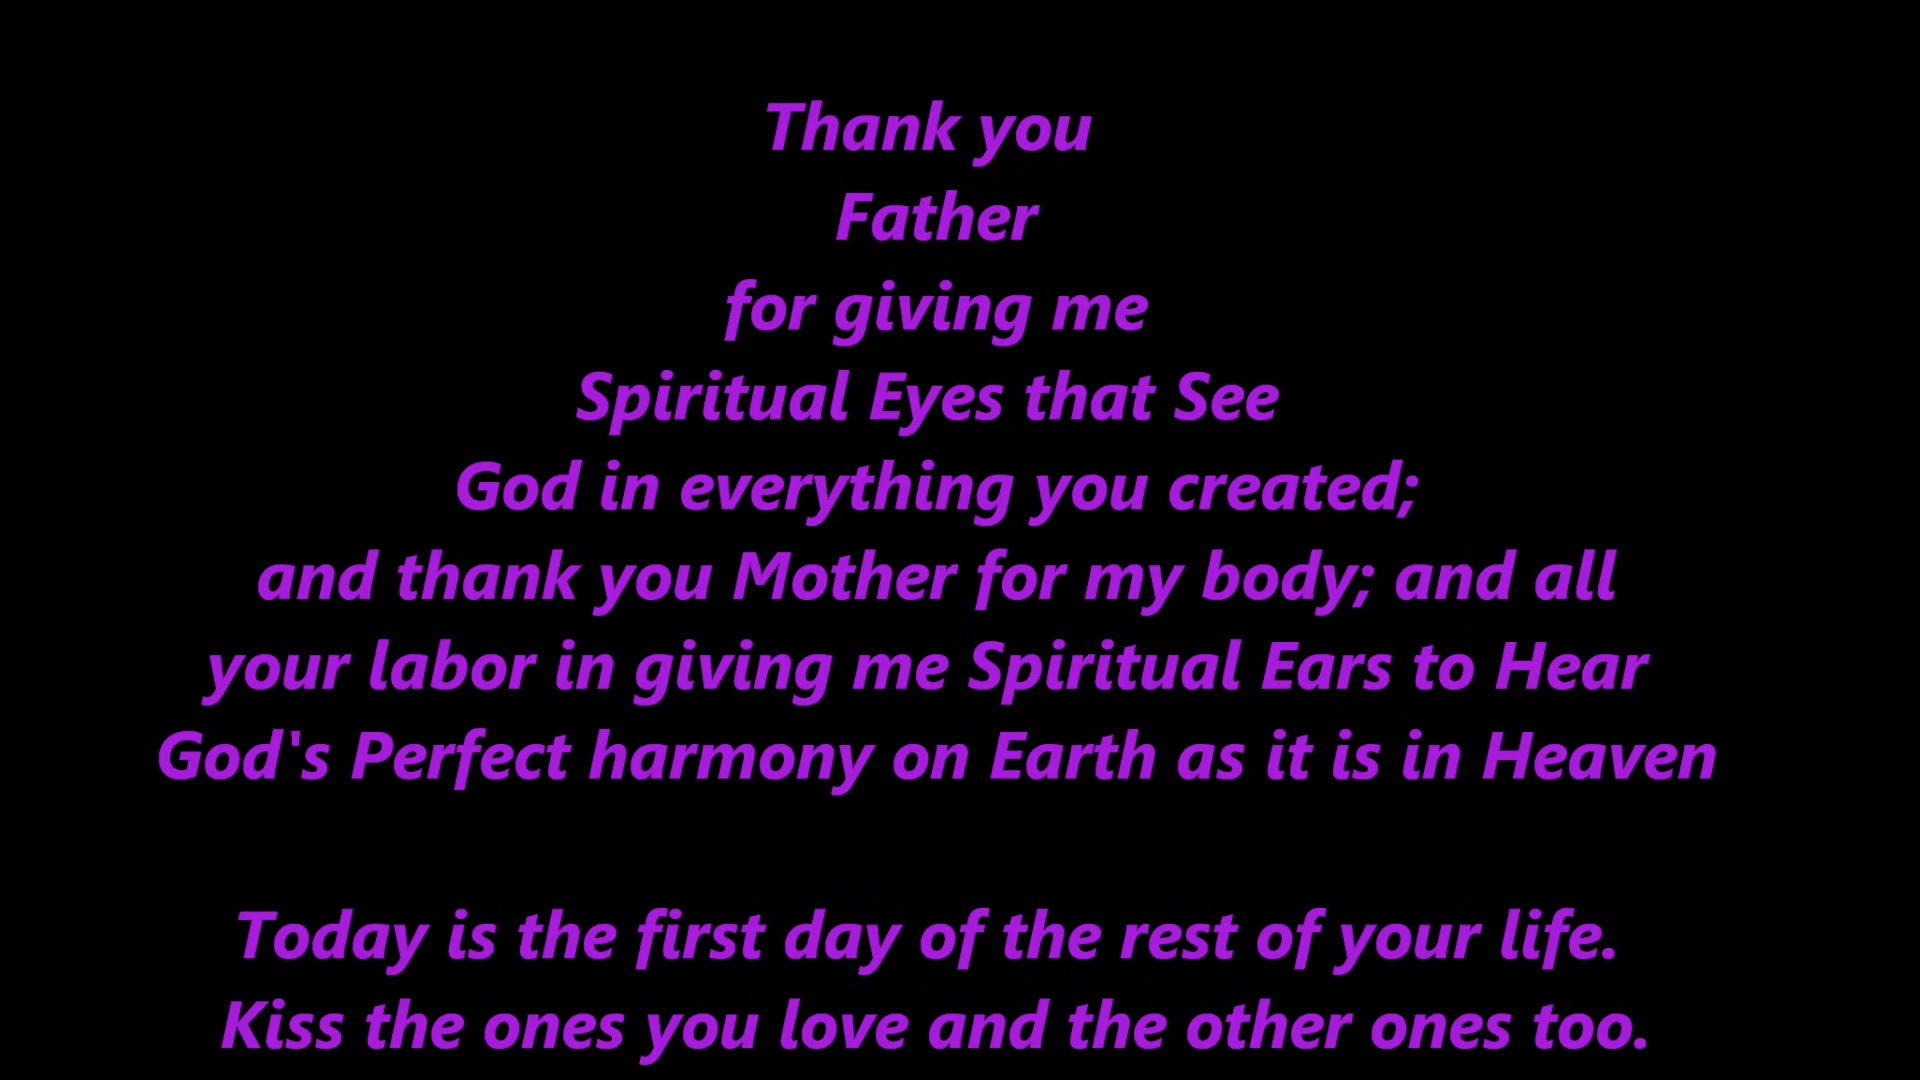 Thank you
Father
for giving me
Spiritual Eyes that See
God in everything you created;
and thank you Mother for my body; and all
your labor in giving me Spiritual Ears to Hear
God's Perfect harmony on Earth as it is in Heaven
Today is the first day of the rest of your life.
Kiss the ones you love and the other ones too.